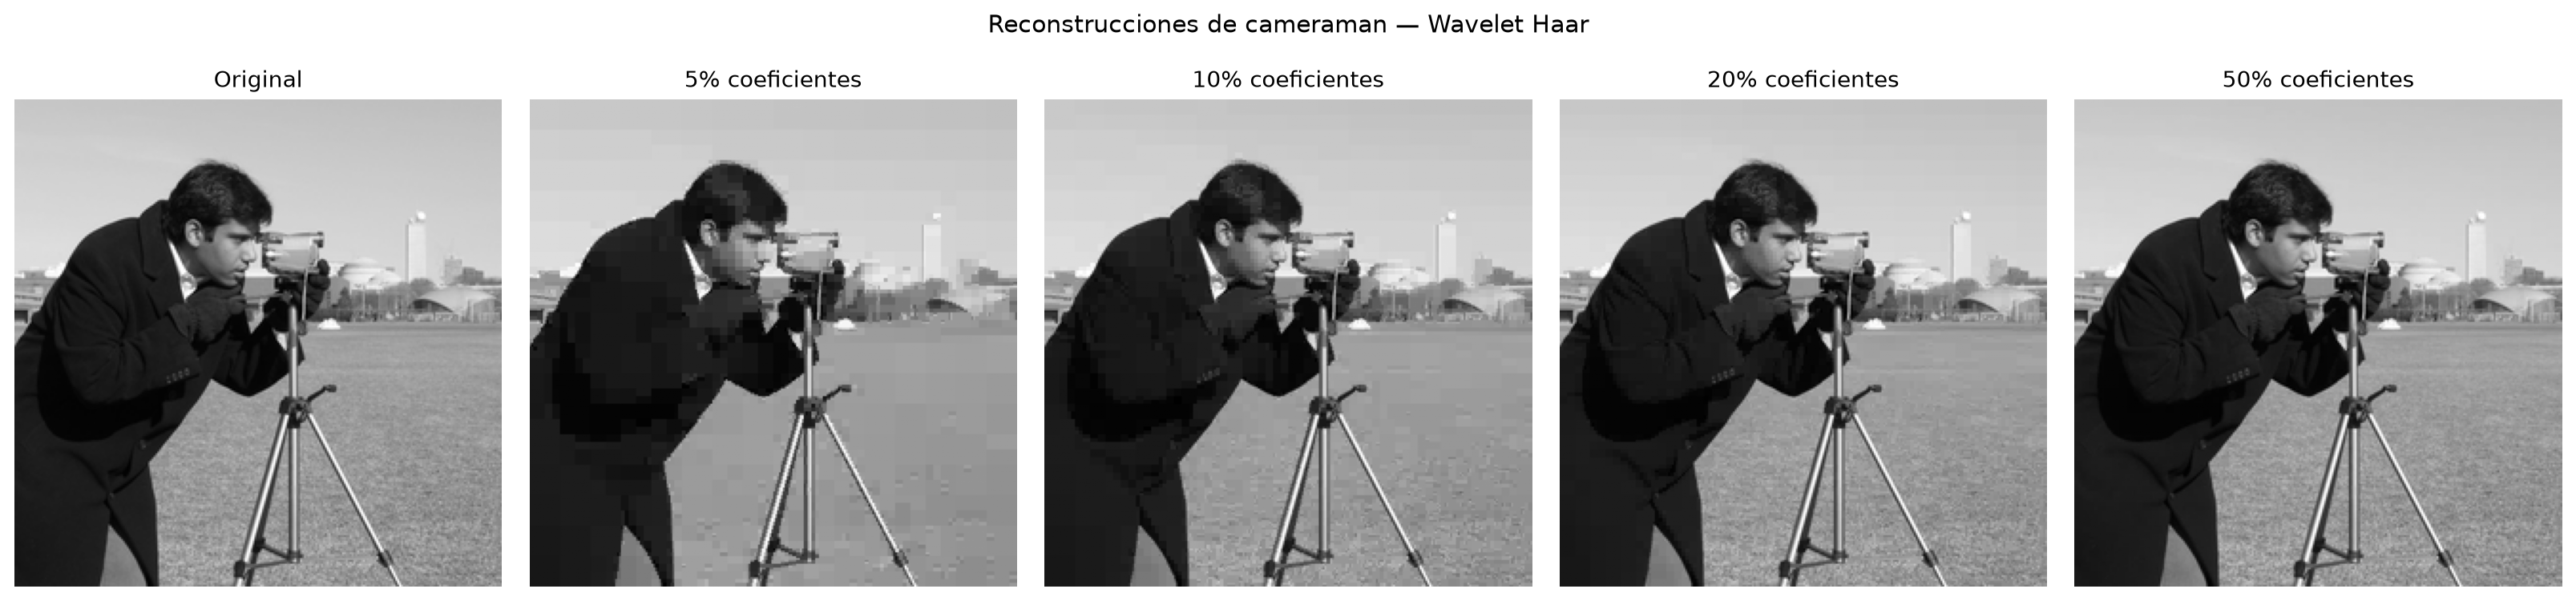 Reconstrucciones de cameraman — Wavelet Haar
Original
5% coeficientes
10% coeficientes
20% coeficientes
50% coeficientes